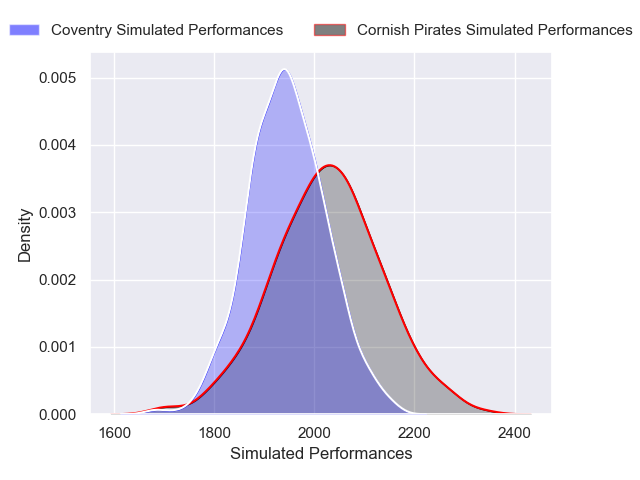 Coventry Simulated Performances
Cornish Pirates Simulated Performances
0.005
0.004
0.003
0.002
0.001
0.000
Density
1600
1800
2000
2200
2400
Simulated Performances